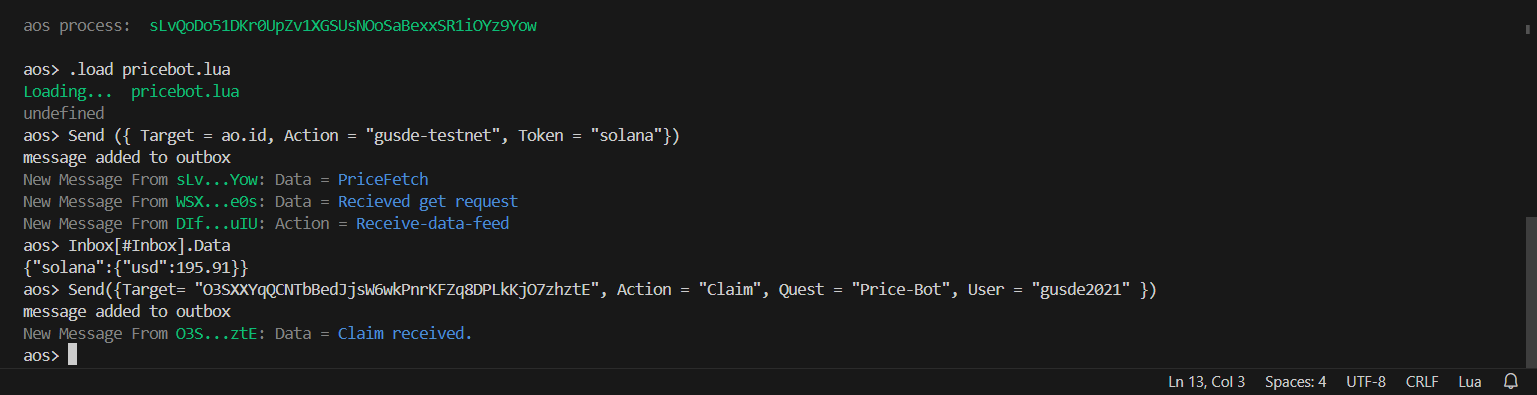 aos process:  sLvQoDo51DKr0UpZv1XGSUsNOoSaBexxSR1iOYz9Yow
aos> .load pricebot.lua
Loading...  pricebot.lua
undefined
aos> Send ({ Target = ao.id, Action = "gusde-testnet", Token = "solana"})
message added to outbox
New Message From sLv...Yow: Data = PriceFetch
New Message From WSX...e0s: Data = Recieved get request
New Message From DIf...uIU: Action = Receive-data-feed
aos> Inbox[#Inbox].Data
{"solana":{"usd":195.91}}
aos> Send({Target= "O3SXXYqQCNTbBedJjsW6wkPnrKFZq8DPLkKjO7zhztE", Action = "Claim", Quest = "Price-Bot", User = "gusde2021" })
message added to outbox
New Message From O3S...ztE: Data = Claim received.
aos>
Ln 13, Col 3 Spaces: 4 UTF-8 CRLF Lua